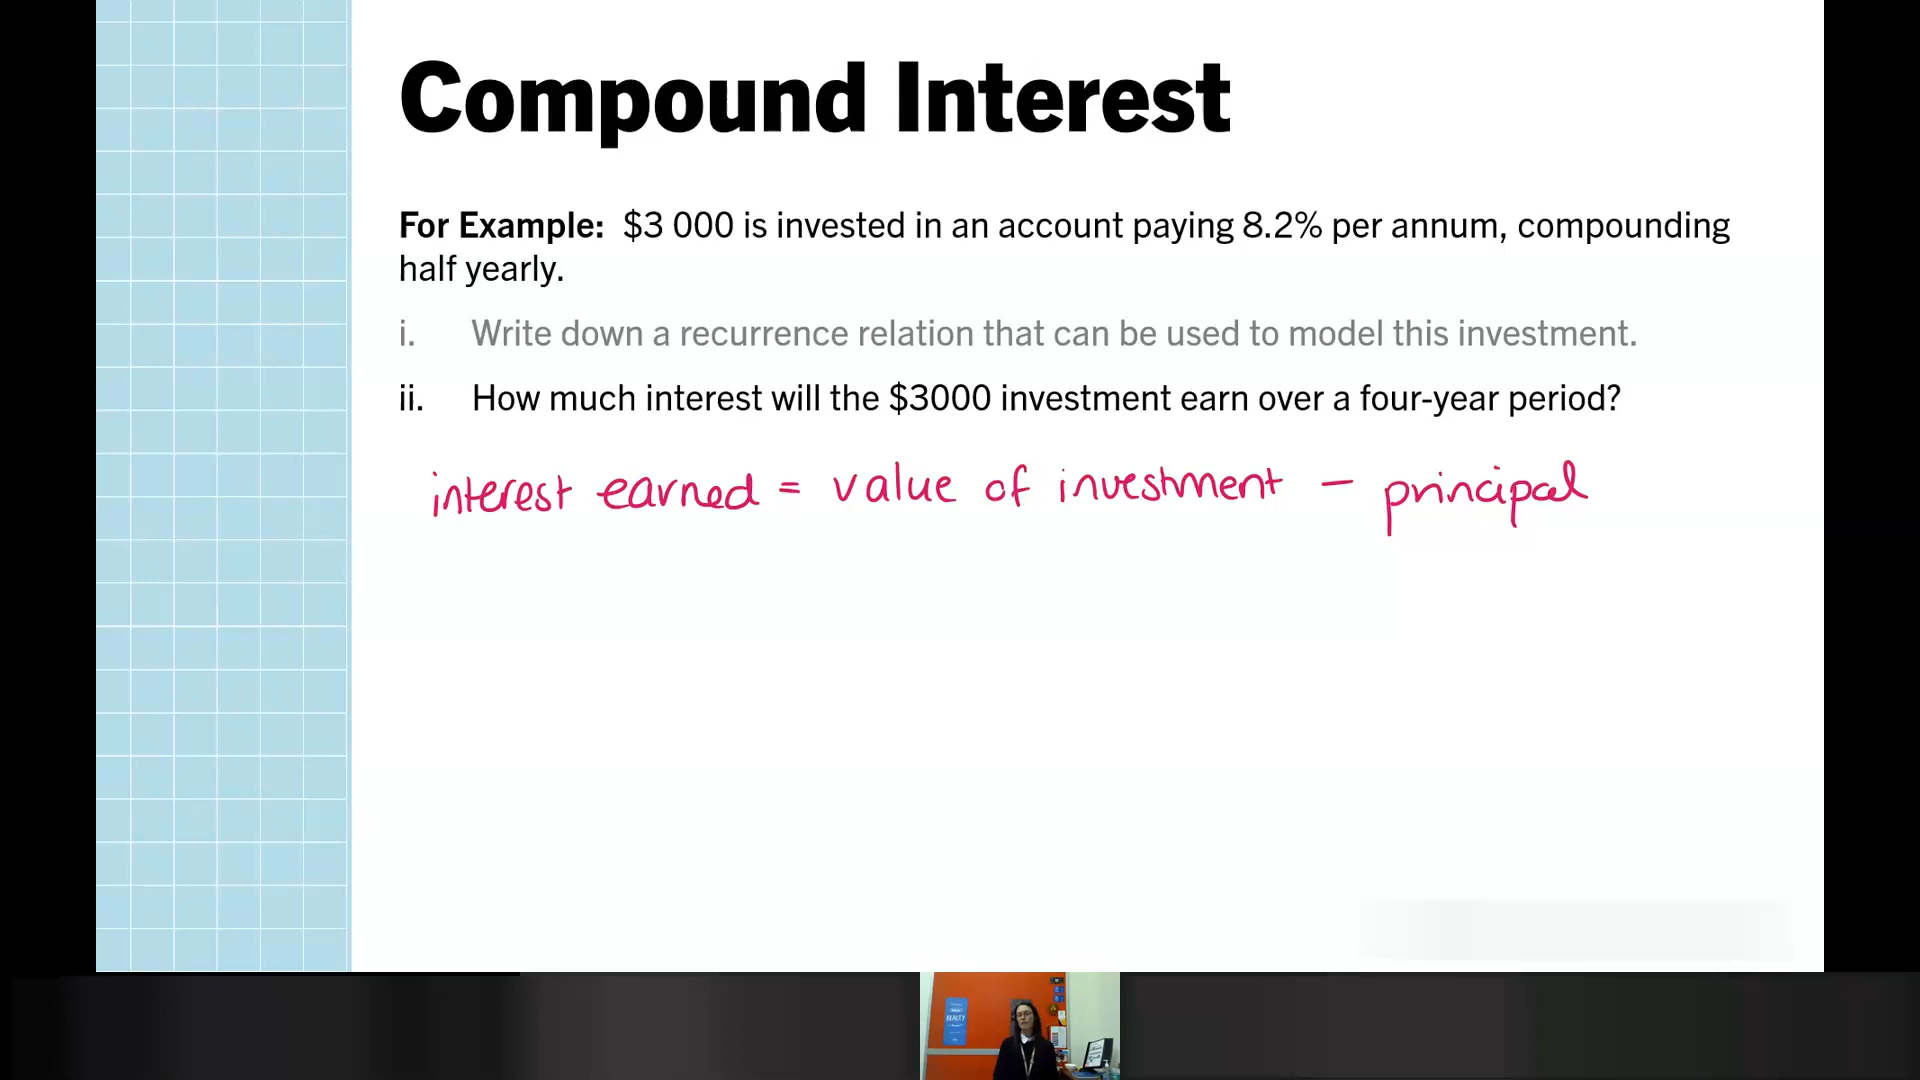 Compound Interest
For Example: $3 000 is invested in an account paying 8.2% per annum, compounding
half yearly.
i. Write down a recurrence relation that can be used to model this investment.
ii. How much interest will the $3000 investment earn over a four-year period?
interest earned = value of investment - principal